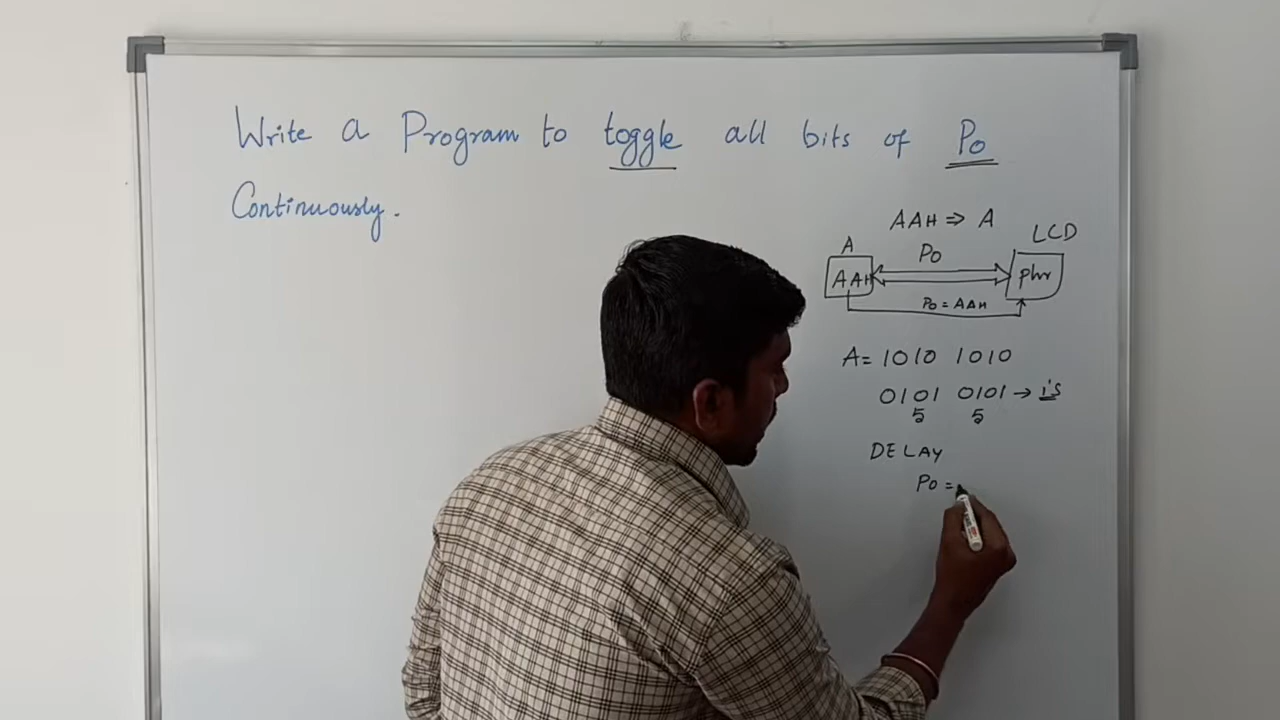 Write a Program to toggle all bits of P0
Continuously.
AAH ⇒ A
LCD
A
P0
AAH
phr
P0 = AAH
A = 1010 1010
0101 0101 → 1's
5 5
DELAY
P0 =